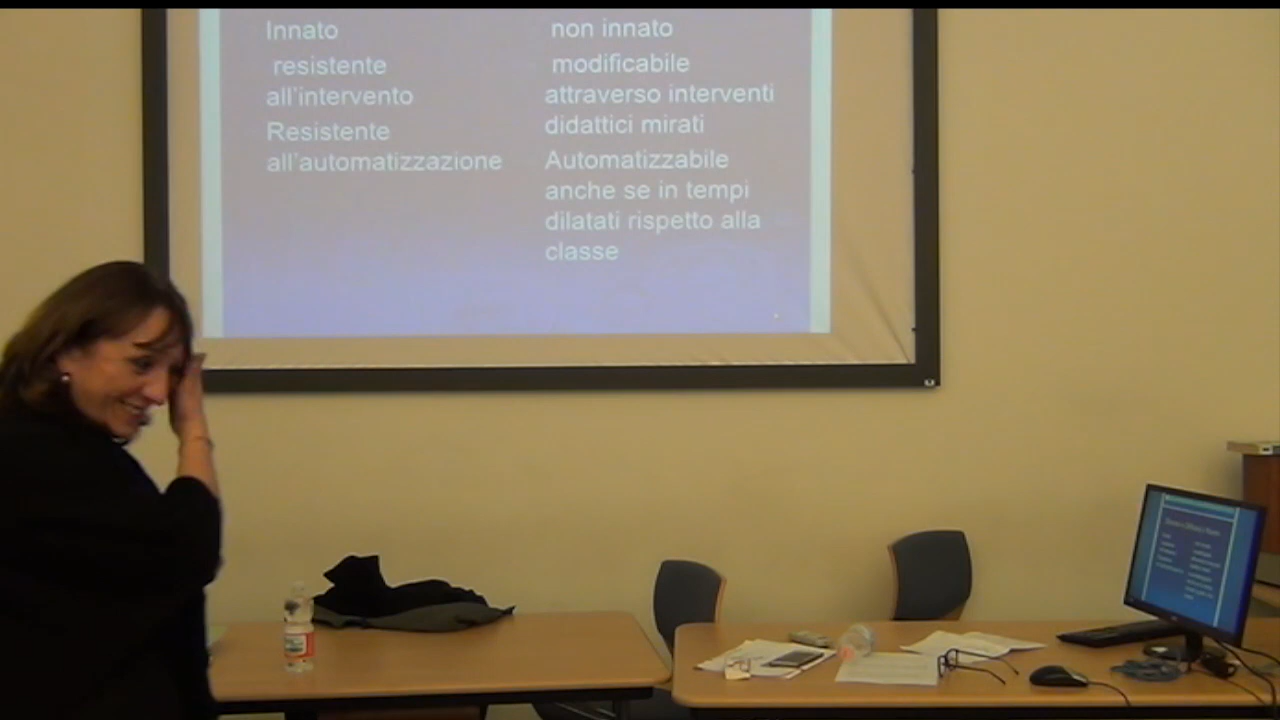 Innato
resistente
all'intervento
Resistente
all'automatizzazione
non innato
modificabile
attraverso interventi
didattici mirati
Automatizzabile
anche se in tempi
dilatati rispetto alla
classe